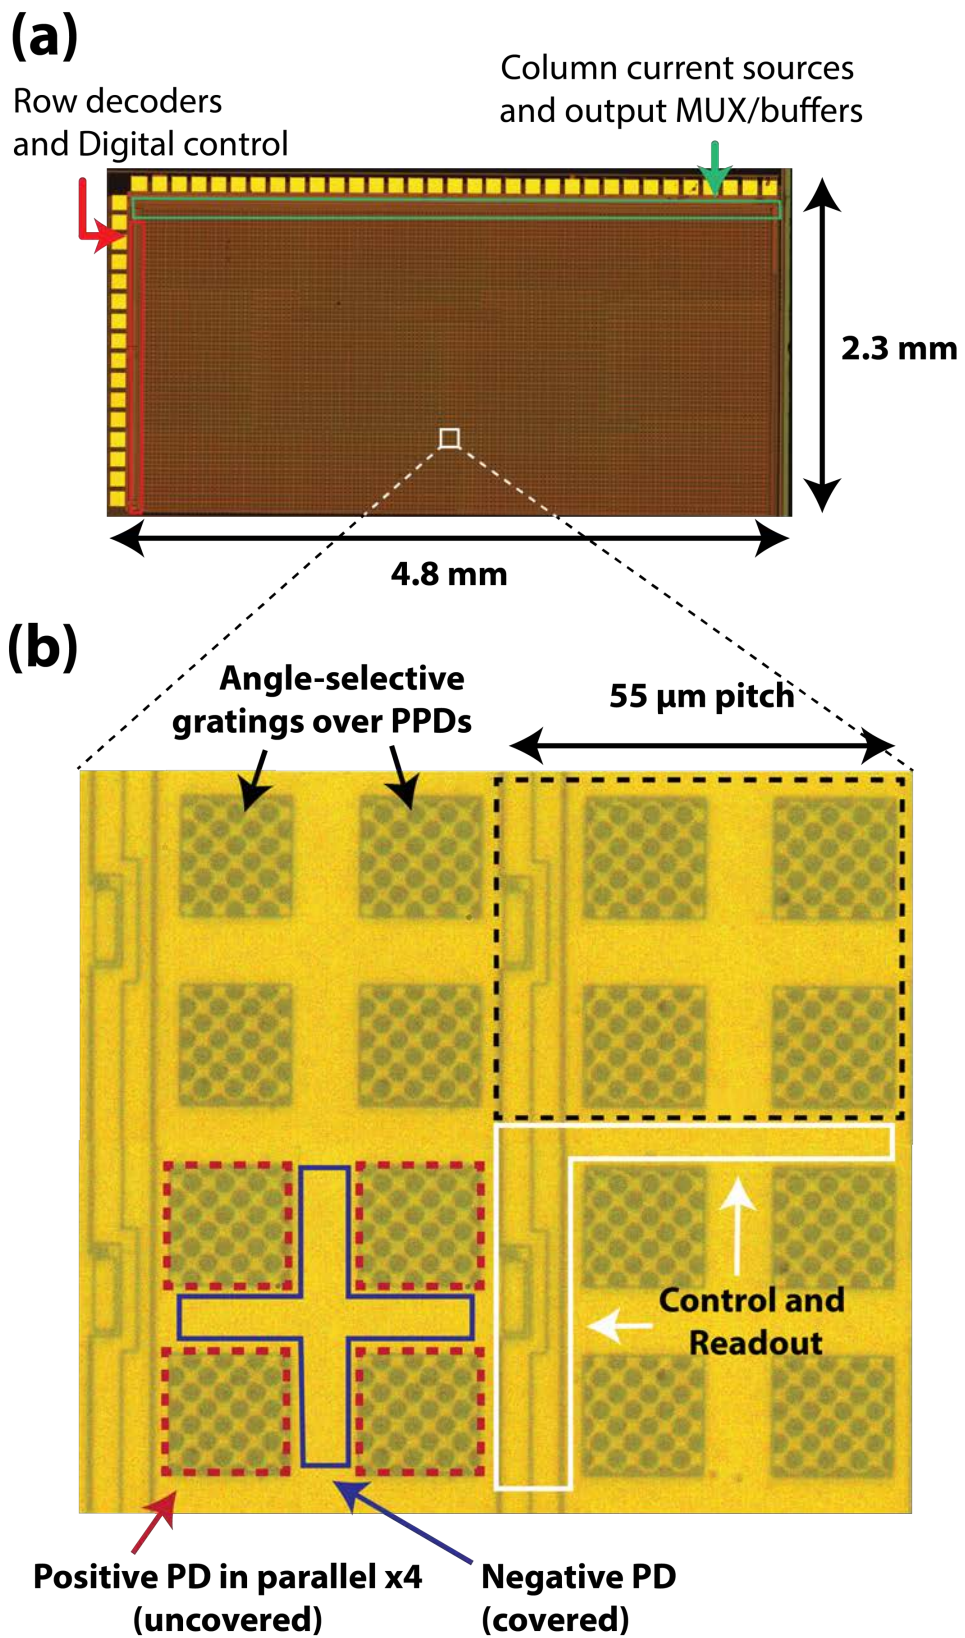 (a)
Row decoders
and Digital control
Column current sources
and output MUX/buffers
2.3 mm
4.8 mm
(b)
Angle-selective
gratings over PPDs
55 µm pitch
Control and
Readout
Positive PD in parallel x4
(uncovered)
Negative PD
(covered)